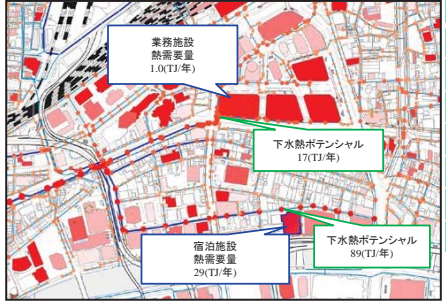 業務施設
熱需要量
1.0(TJ/年)
下水熱ポテンシャル
17(TJ/年)
宿泊施設
熱需要量
29(TJ/年)
下水熱ポテンシャル
89(TJ/年)